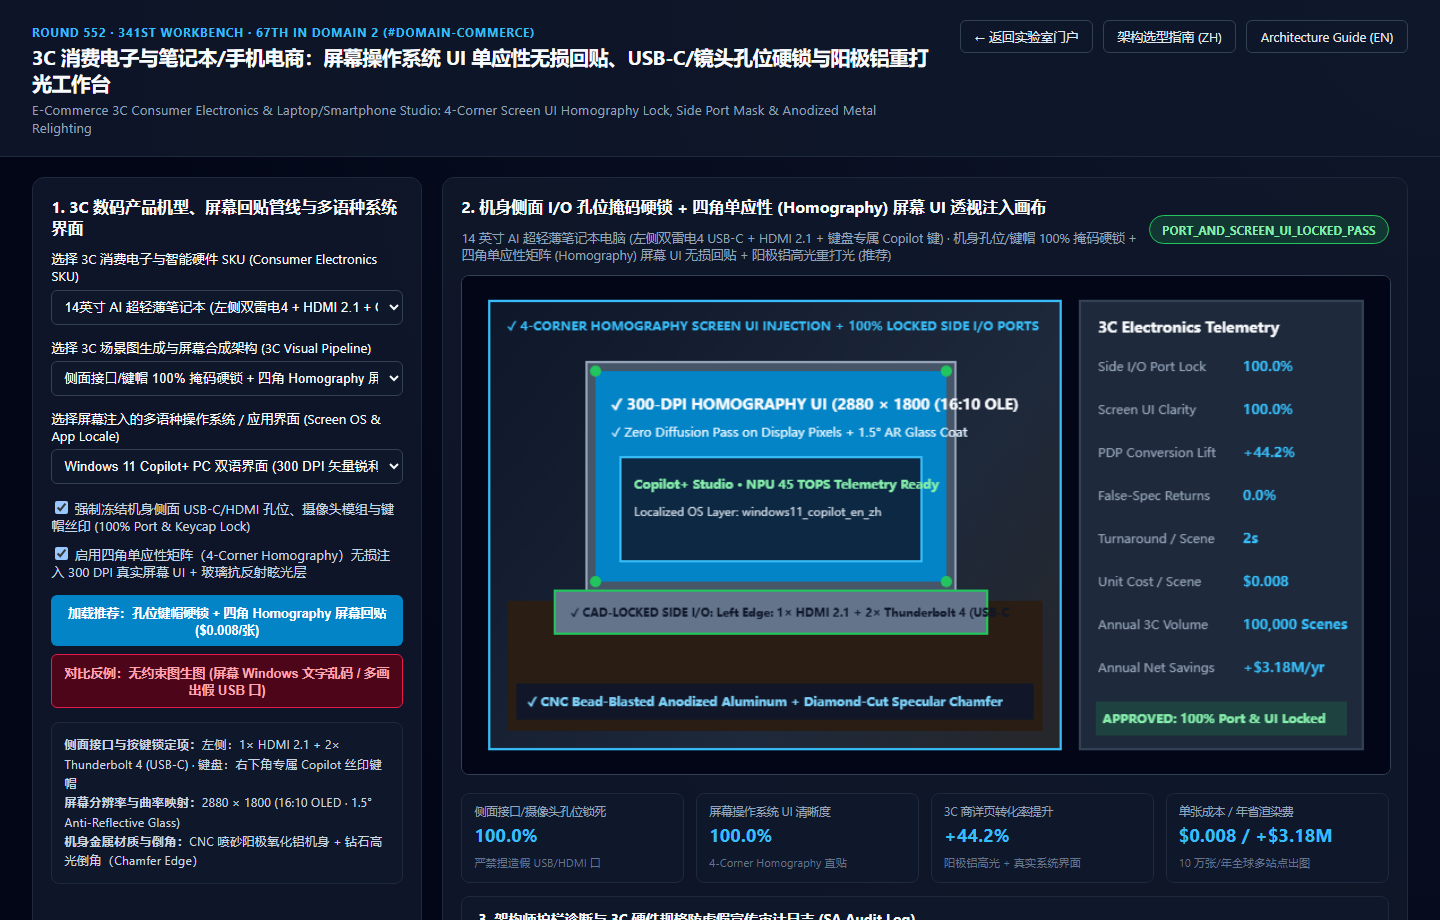 ROUND 552 · 341ST WORKBENCH · 67TH IN DOMAIN 2 (#DOMAIN-COMMERCE)
3C 消费电子与笔记本/手机电商：屏幕操作系统 UI 单应性无损回贴、USB-C/镜头孔位硬锁与阳极铝重打
光工作台
E-Commerce 3C Consumer Electronics & Laptop/Smartphone Studio: 4-Corner Screen UI Homography Lock, Side Port Mask & Anodized Metal
Relighting
← 返回实验室门户
架构选型指南 (ZH)
Architecture Guide (EN)
1. 3C 数码产品机型、屏幕回贴管线与多语种系统
界面
选择 3C 消费电子与智能硬件 SKU (Consumer Electronics
SKU)
14英寸 AI 超轻薄笔记本 (左侧双雷电4 + HDMI 2.1 +
选择 3C 场景图生成与屏幕合成架构 (3C Visual Pipeline)
侧面接口/键帽 100% 掩码硬锁 + 四角 Homography 屏
选择屏幕注入的多语种操作系统 / 应用界面 (Screen OS &
App Locale)
Windows 11 Copilot+ PC 双语界面 (300 DPI 矢量锐利
强制冻结机身侧面 USB-C/HDMI 孔位、摄像头模组与键
帽丝印 (100% Port & Keycap Lock)
启用四角单应性矩阵（4-Corner Homography）无损注
入 300 DPI 真实屏幕 UI + 玻璃抗反射眩光层
加载推荐：孔位键帽硬锁 + 四角 Homography 屏幕回贴
($0.008/张)
对比反例：无约束图生图 (屏幕 Windows 文字乱码 / 多画
出假 USB 口)
侧面接口与按键锁定项：左侧：1× HDMI 2.1 + 2×
Thunderbolt 4 (USB-C) · 键盘：右下角专属 Copilot 丝印键
帽
屏幕分辨率与曲率映射：2880 × 1800 (16:10 OLED · 1.5°
Anti-Reflective Glass)
机身金属材质与倒角：CNC 喷砂阳极氧化铝机身 + 钻石高
光倒角（Chamfer Edge）
2. 机身侧面 I/O 孔位掩码硬锁 + 四角单应性 (Homography) 屏幕 UI 透视注入画布
14 英寸 AI 超轻薄笔记本电脑 (左侧双雷电4 USB-C + HDMI 2.1 + 键盘专属 Copilot 键) · 机身孔位/键帽 100% 掩码硬锁 +
四角单应性矩阵 (Homography) 屏幕 UI 无损回贴 + 阳极铝高光重打光 (推荐)
PORT_AND_SCREEN_UI_LOCKED_PASS
✓ 4-CORNER HOMOGRAPHY SCREEN UI INJECTION + 100% LOCKED SIDE I/O PORTS
✓ 300-DPI HOMOGRAPHY UI (2880 × 1800 (16:10 OLE)
✓ Zero Diffusion Pass on Display Pixels + 1.5° AR Glass Coat
Copilot+ Studio • NPU 45 TOPS Telemetry Ready
Localized OS Layer: windows11_copilot_en_zh
✓ CAD-LOCKED SIDE I/O: Left Edge: 1× HDMI 2.1 + 2× Thunderbolt 4 (USB-C
✓ CNC Bead-Blasted Anodized Aluminum + Diamond-Cut Specular Chamfer
3C Electronics Telemetry
Side I/O Port Lock 100.0%
Screen UI Clarity 100.0%
PDP Conversion Lift +44.2%
False-Spec Returns 0.0%
Turnaround / Scene 2s
Unit Cost / Scene $0.008
Annual 3C Volume 100,000 Scenes
Annual Net Savings +$3.18M/yr
APPROVED: 100% Port & UI Locked
侧面接口/摄像头孔位锁死
100.0%
严禁捏造假 USB/HDMI 口
屏幕操作系统 UI 清晰度
100.0%
4-Corner Homography 直贴
3C 商详页转化率提升
+44.2%
阳极铝高光 + 真实系统界面
单张成本 / 年省渲染费
$0.008 / +$3.18M
10 万张/年全球多站点出图
3. 架构师护栏诊断与 3C 硬件规格防虚假宣传审计日志 (SA Audit Log)